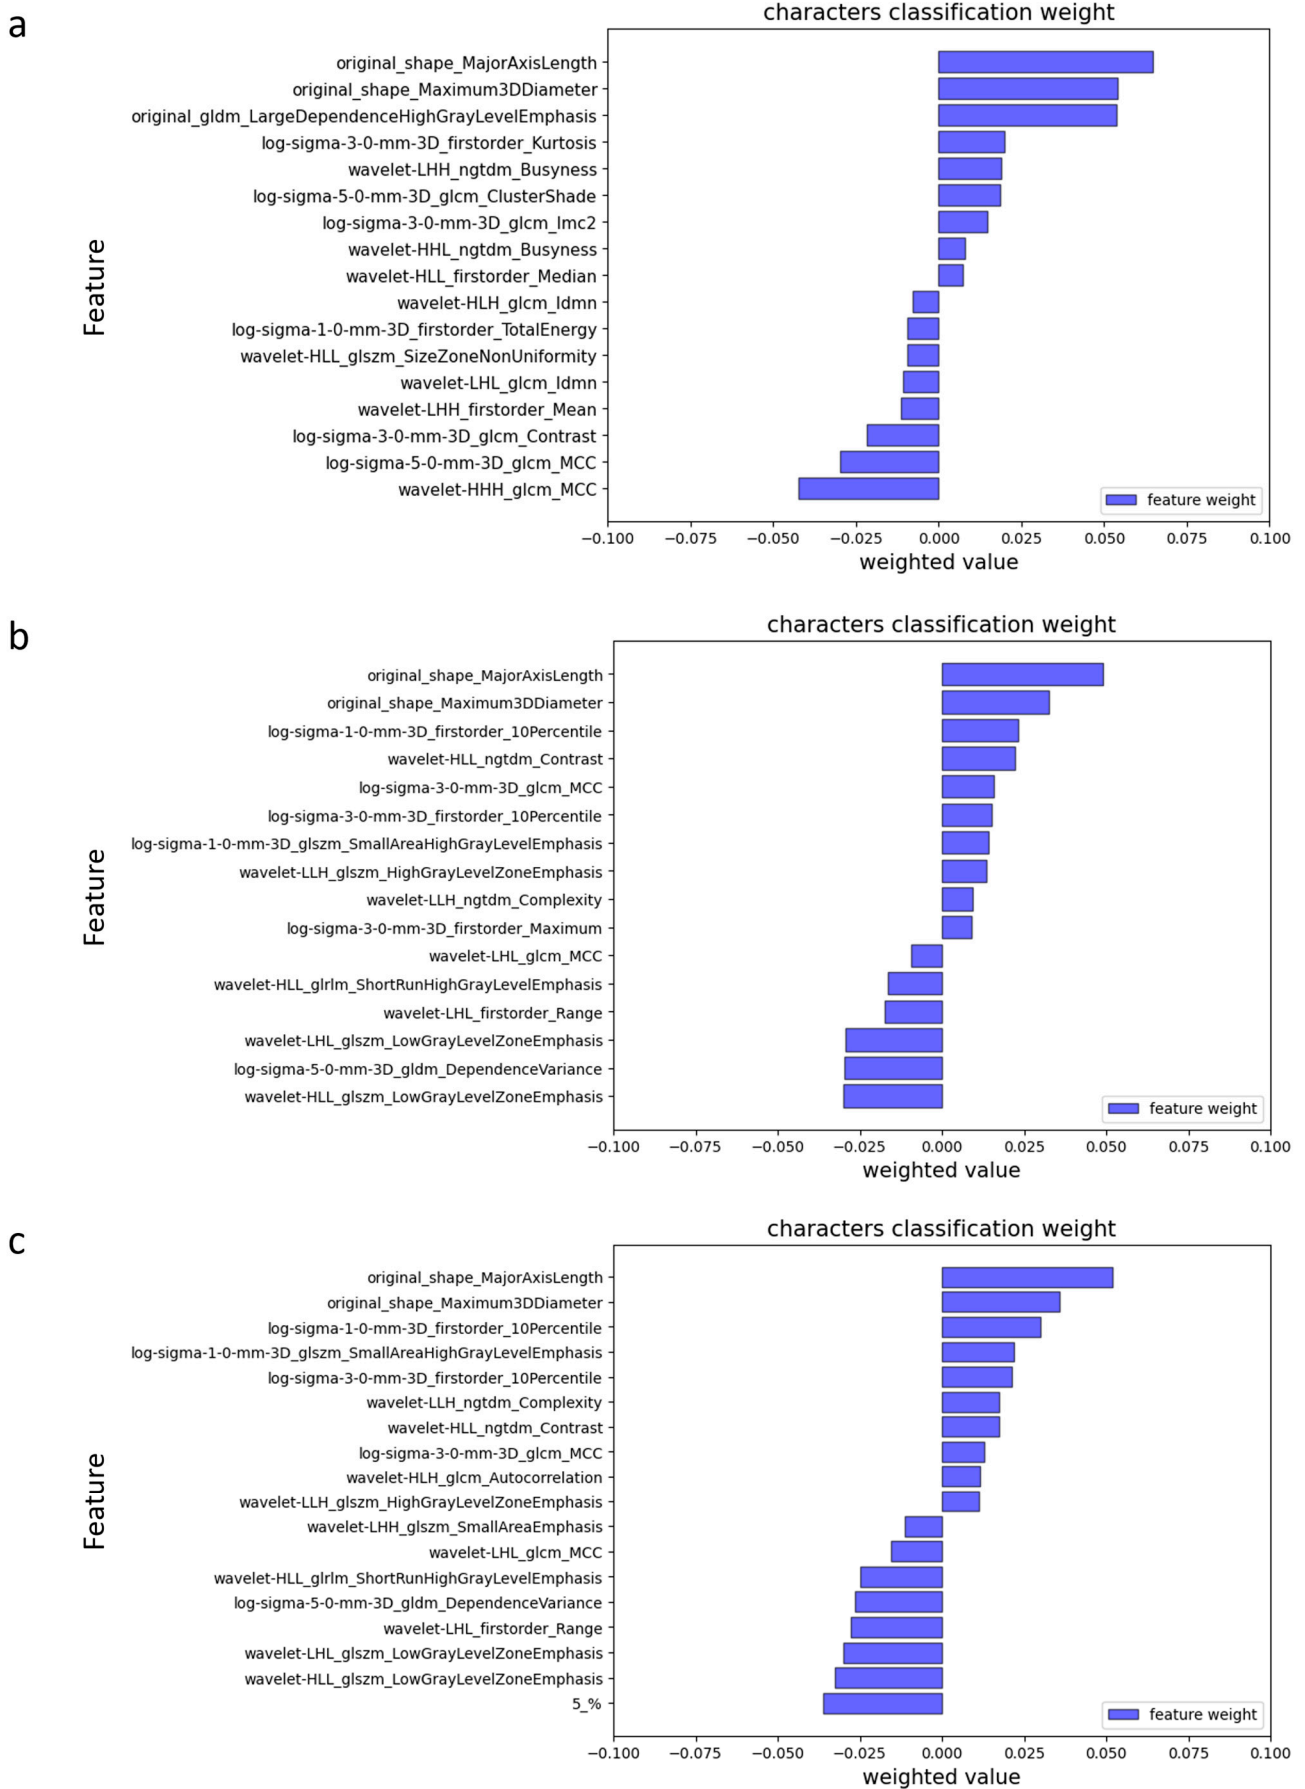 a
characters classification weight
Feature
original_shape_MajorAxisLength
original_shape_Maximum3DDiameter
original_gldm_LargeDependenceHighGrayLevelEmphasis
log-sigma-3-0-mm-3D_firstorder_Kurtosis
wavelet-LHH_ngtdm_Busyness
log-sigma-5-0-mm-3D_glcm_ClusterShade
log-sigma-3-0-mm-3D_glcm_Imc2
wavelet-HHL_ngtdm_Busyness
wavelet-HLL_firstorder_Median
wavelet-HLH_glcm_Idmn
log-sigma-1-0-mm-3D_firstorder_TotalEnergy
wavelet-HLL_glszm_SizeZoneNonUniformity
wavelet-LHL_glcm_Idmn
wavelet-LHH_firstorder_Mean
log-sigma-3-0-mm-3D_glcm_Contrast
log-sigma-5-0-mm-3D_glcm_MCC
wavelet-HHH_glcm_MCC
feature weight
−0.100 −0.075 −0.050 −0.025 0.000 0.025 0.050 0.075 0.100
weighted value
b
characters classification weight
Feature
original_shape_MajorAxisLength
original_shape_Maximum3DDiameter
log-sigma-1-0-mm-3D_firstorder_10Percentile
wavelet-HLL_ngtdm_Contrast
log-sigma-3-0-mm-3D_glcm_MCC
log-sigma-3-0-mm-3D_firstorder_10Percentile
log-sigma-1-0-mm-3D_glszm_SmallAreaHighGrayLevelEmphasis
wavelet-LLH_glszm_HighGrayLevelZoneEmphasis
wavelet-LLH_ngtdm_Complexity
log-sigma-3-0-mm-3D_firstorder_Maximum
wavelet-LHL_glcm_MCC
wavelet-HLL_glrlm_ShortRunHighGrayLevelEmphasis
wavelet-LHL_firstorder_Range
wavelet-LHL_glszm_LowGrayLevelZoneEmphasis
log-sigma-5-0-mm-3D_gldm_DependenceVariance
wavelet-HLL_glszm_LowGrayLevelZoneEmphasis
feature weight
−0.100 −0.075 −0.050 −0.025 0.000 0.025 0.050 0.075 0.100
weighted value
c
characters classification weight
Feature
original_shape_MajorAxisLength
original_shape_Maximum3DDiameter
log-sigma-1-0-mm-3D_firstorder_10Percentile
log-sigma-1-0-mm-3D_glszm_SmallAreaHighGrayLevelEmphasis
log-sigma-3-0-mm-3D_firstorder_10Percentile
wavelet-LLH_ngtdm_Complexity
wavelet-HLL_ngtdm_Contrast
log-sigma-3-0-mm-3D_glcm_MCC
wavelet-HLH_glcm_Autocorrelation
wavelet-LLH_glszm_HighGrayLevelZoneEmphasis
wavelet-LHH_glszm_SmallAreaEmphasis
wavelet-LHL_glcm_MCC
wavelet-HLL_glrlm_ShortRunHighGrayLevelEmphasis
log-sigma-5-0-mm-3D_gldm_DependenceVariance
wavelet-LHL_firstorder_Range
wavelet-LHL_glszm_LowGrayLevelZoneEmphasis
wavelet-HLL_glszm_LowGrayLevelZoneEmphasis
5_%
feature weight
−0.100 −0.075 −0.050 −0.025 0.000 0.025 0.050 0.075 0.100
weighted value